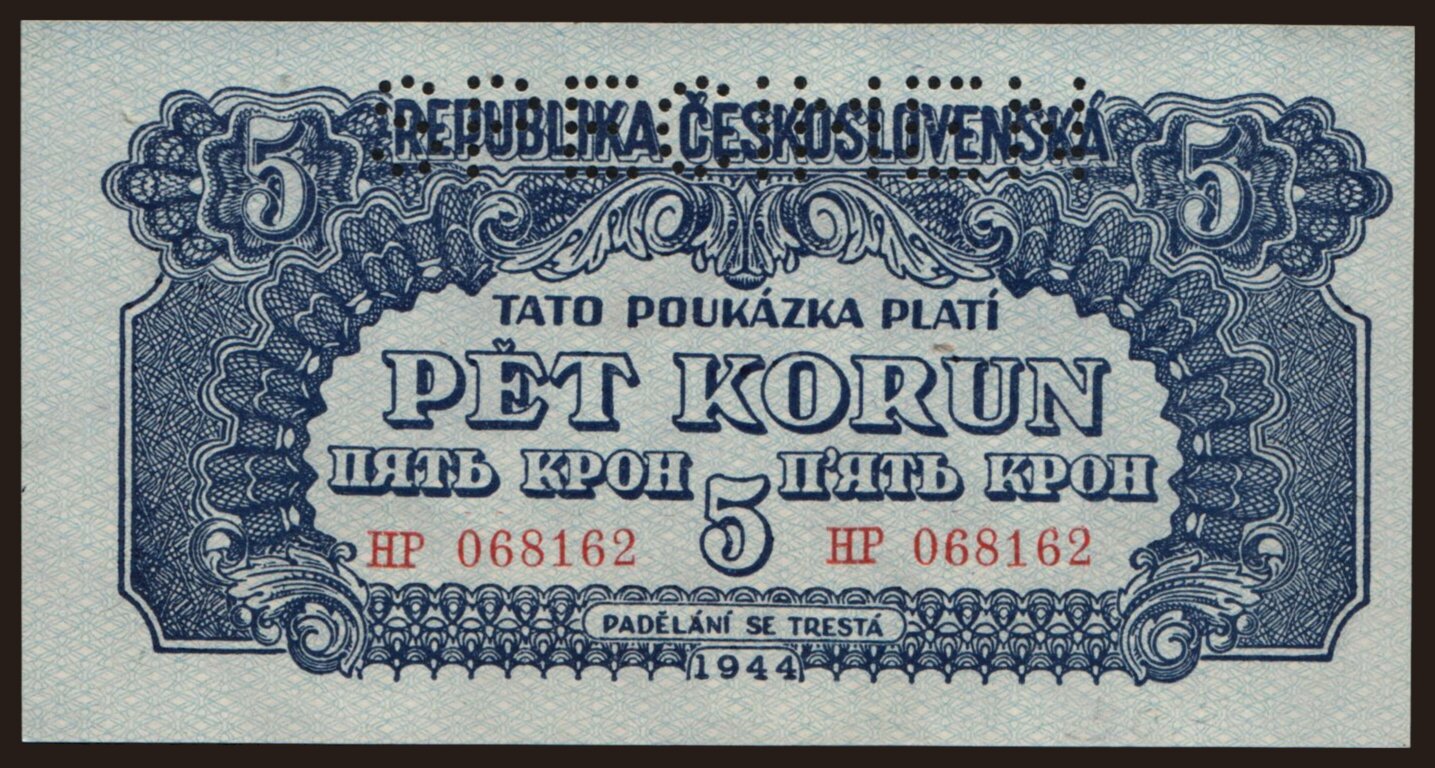 SPECIMEN
5 REPUBLIKA ČESKOSLOVENSKÁ 5
TATO POUKÁZKA PLATÍ
PĚT KORUN
ПЯТЬ КРОН П'ЯТЬ КРОН
5
HP 068162 HP 068162
PADĚLÁNÍ SE TRESTÁ
1944